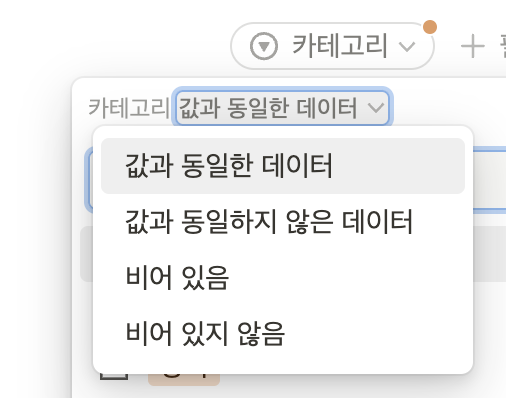 카테고리
카테고리 값과 동일한 데이터
값과 동일한 데이터
값과 동일하지 않은 데이터
비어 있음
비어 있지 않음